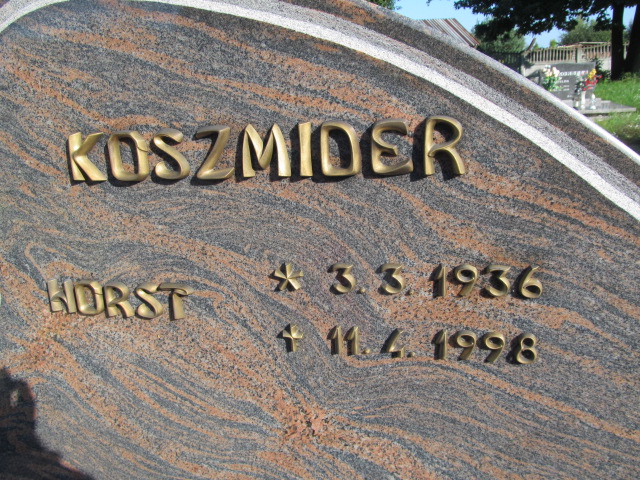 KOSZMIDER
HORST * 3. 3. 1936
† 11. 4. 1998